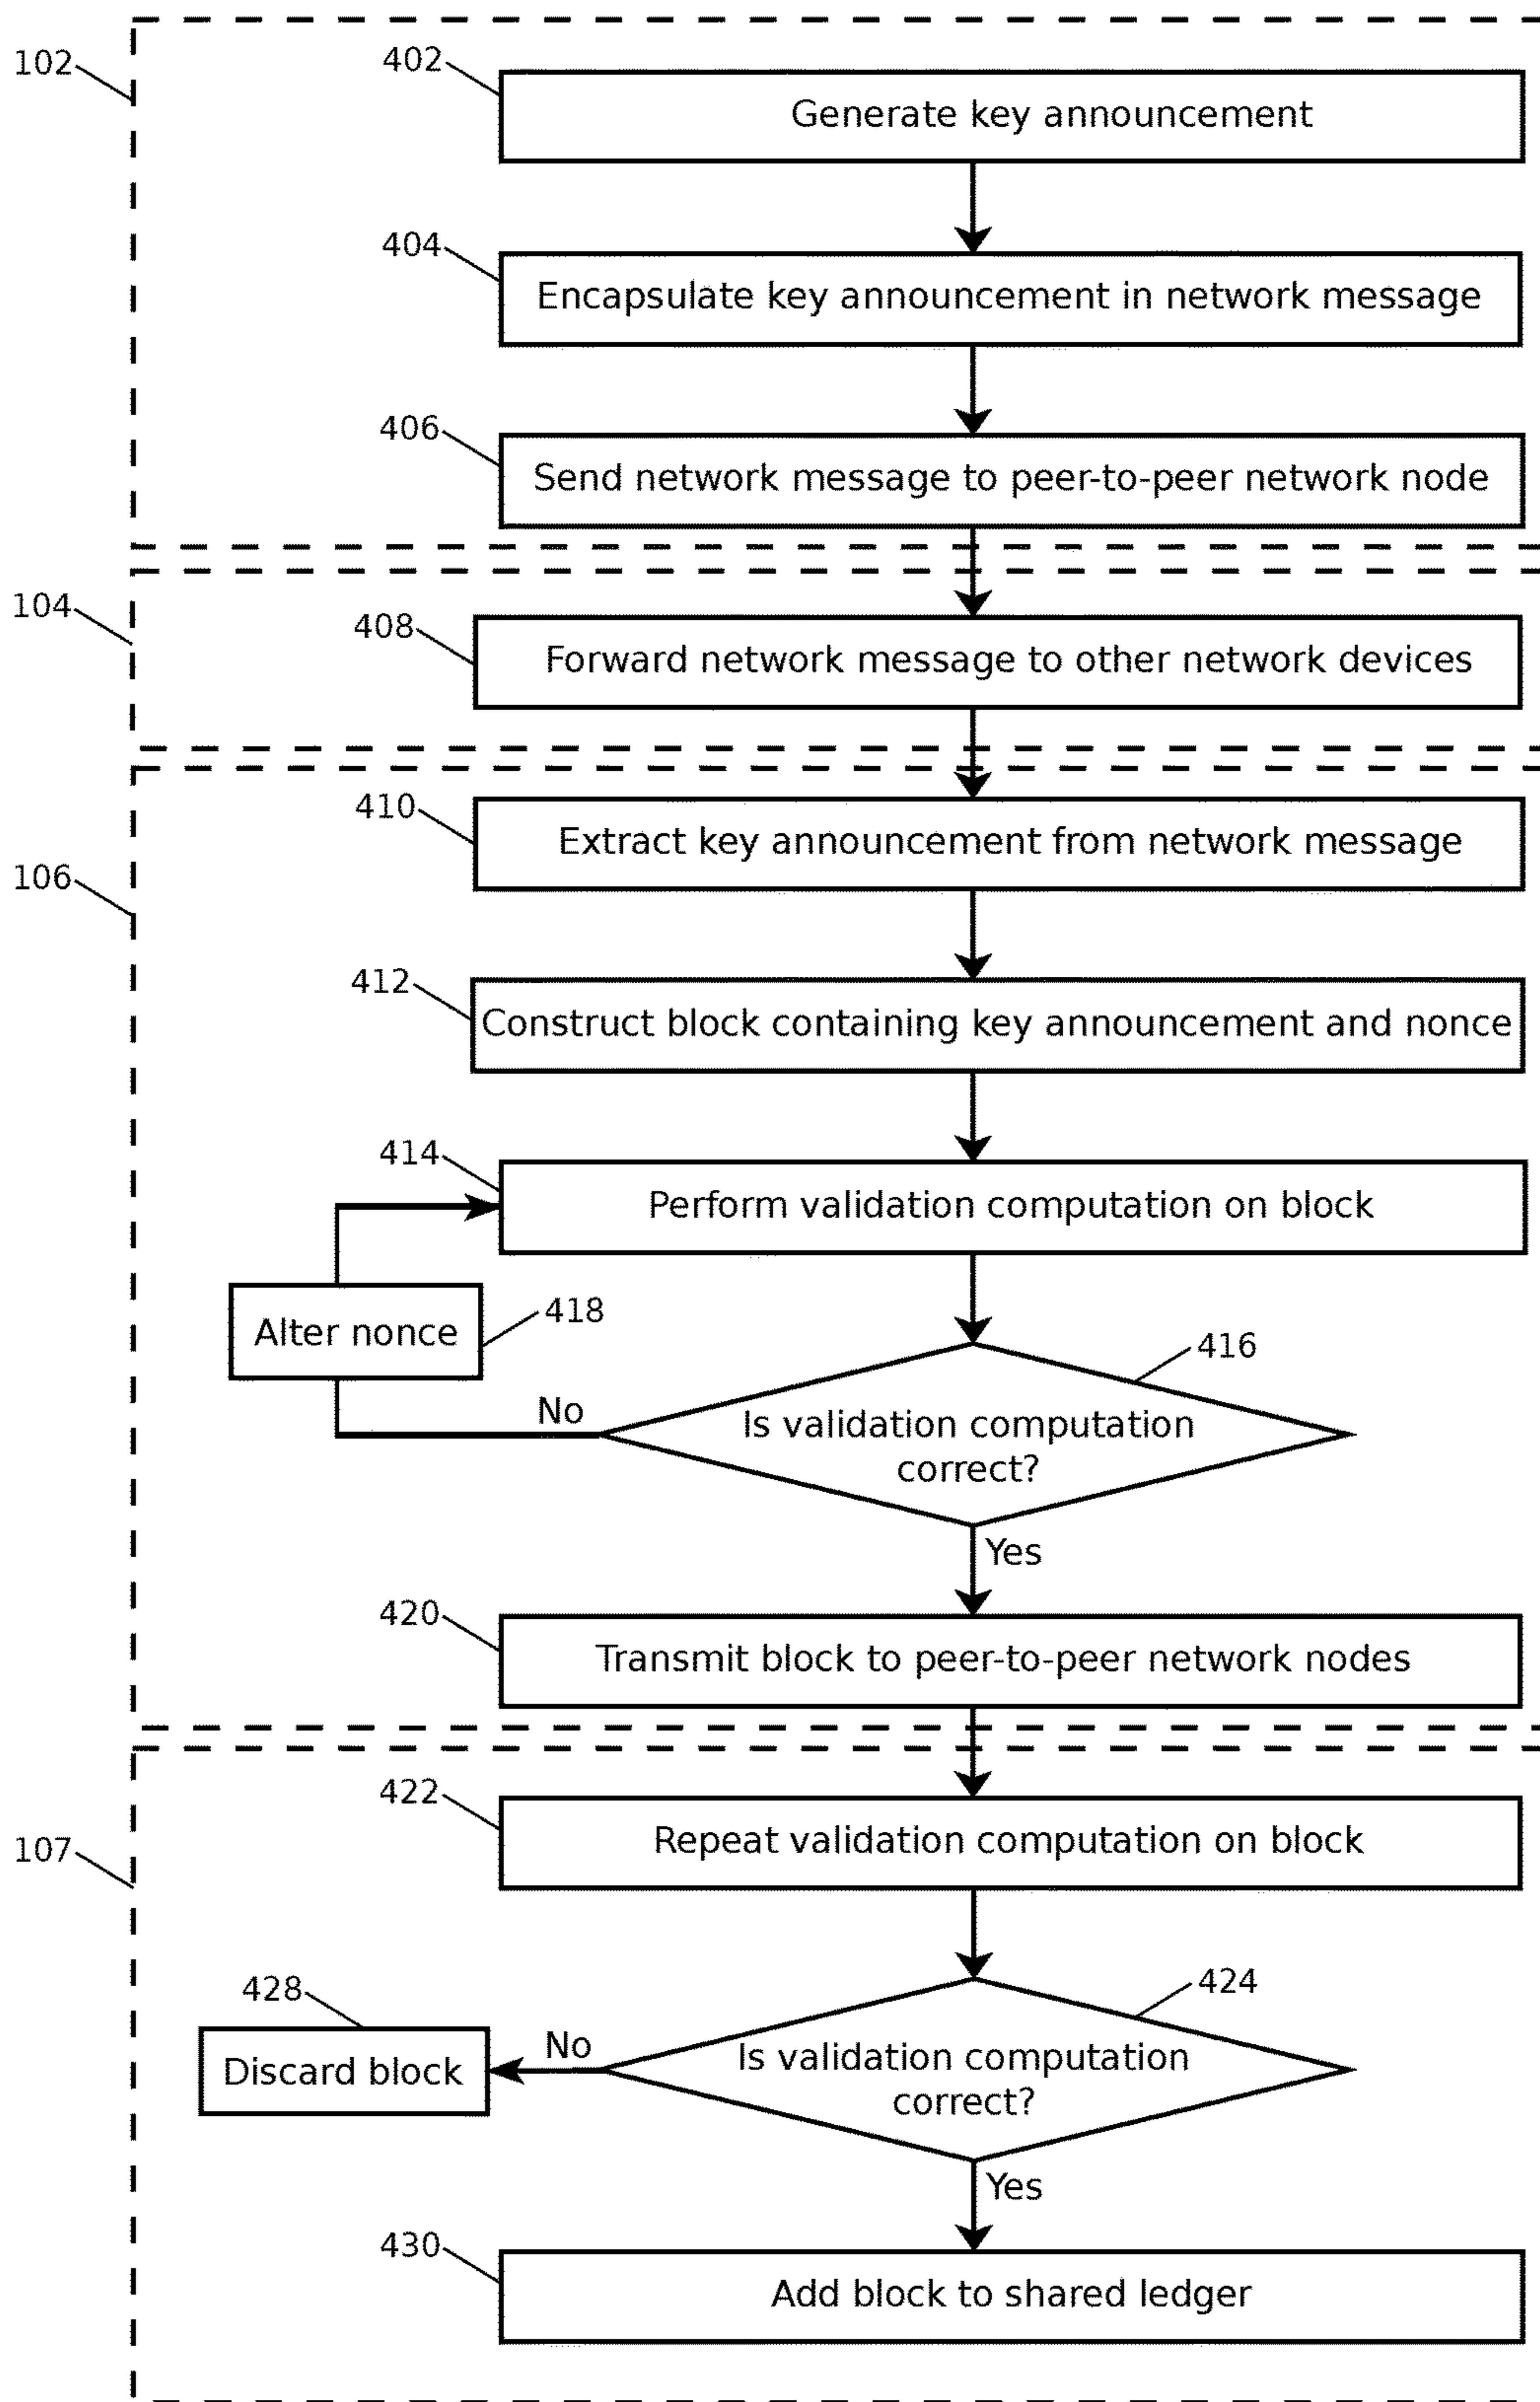 102
402
Generate key announcement
404
Encapsulate key announcement in network message
406
Send network message to peer-to-peer network node
104
408
Forward network message to other network devices
410
Extract key announcement from network message
106
412
Construct block containing key announcement and nonce
414
Perform validation computation on block
Alter nonce
418
416
No
Is validation computation
correct?
Yes
420
Transmit block to peer-to-peer network nodes
422
Repeat validation computation on block
107
428
424
Discard block
No
Is validation computation
correct?
Yes
430
Add block to shared ledger